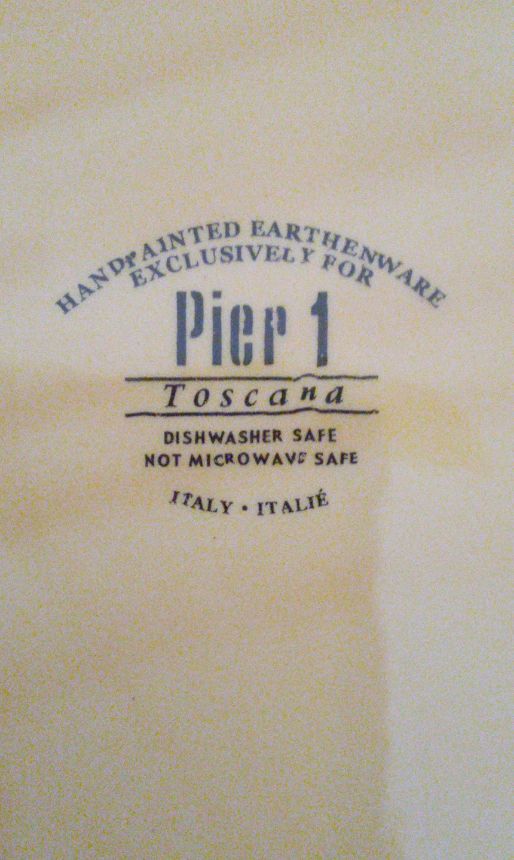 HANDPAINTED EARTHENWARE
EXCLUSIVELY FOR
Pier 1
Toscana
DISHWASHER SAFE
NOT MICROWAVE SAFE
ITALY • ITALIÉ